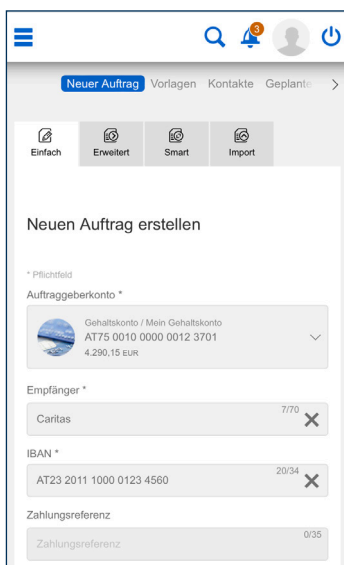 3
Neuer Auftrag Vorlagen Kontakte Geplante
Einfach Erweitert Smart Import
Neuen Auftrag erstellen
* Pflichtfeld
Auftraggeberkonto *
Gehaltskonto / Mein Gehaltskonto
AT75 0010 0000 0012 3701
4.290,15 EUR
Empfänger *
7/70
Caritas
IBAN *
20/34
AT23 2011 1000 0123 4560
Zahlungsreferenz
0/35
Zahlungsreferenz